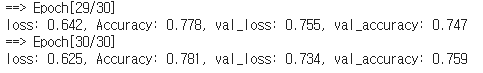 ==> Epoch[29/30]
loss: 0.642, Accuracy: 0.778, val_loss: 0.755, val_accuracy: 0.747
==> Epoch[30/30]
loss: 0.625, Accuracy: 0.781, val_loss: 0.734, val_accuracy: 0.759